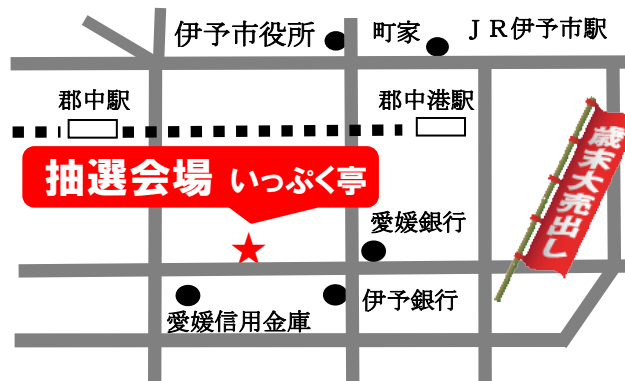 伊予市役所
町家
ＪＲ伊予市駅
郡中駅
郡中港駅
抽選会場 いっぷく亭
歳末大売出し
愛媛銀行
愛媛信用金庫
伊予銀行